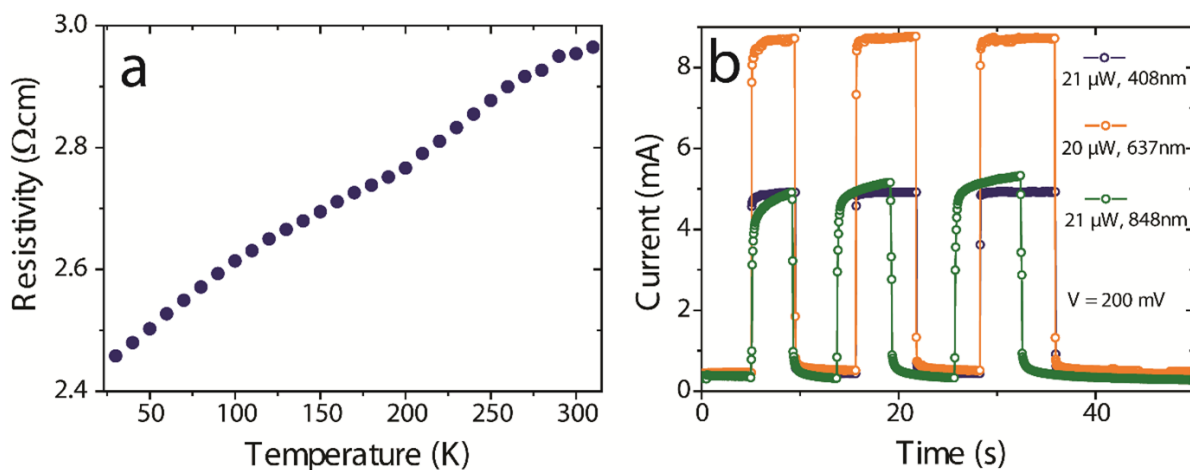 a
3.0
2.8
2.6
2.4
Resistivity (Ωcm)
50 100 150 200 250 300
Temperature (K)
b
8
6
4
2
0
Current (mA)
0 20 40
Time (s)
21 µW, 408nm
20 µW, 637nm
21 µW, 848nm
V = 200 mV